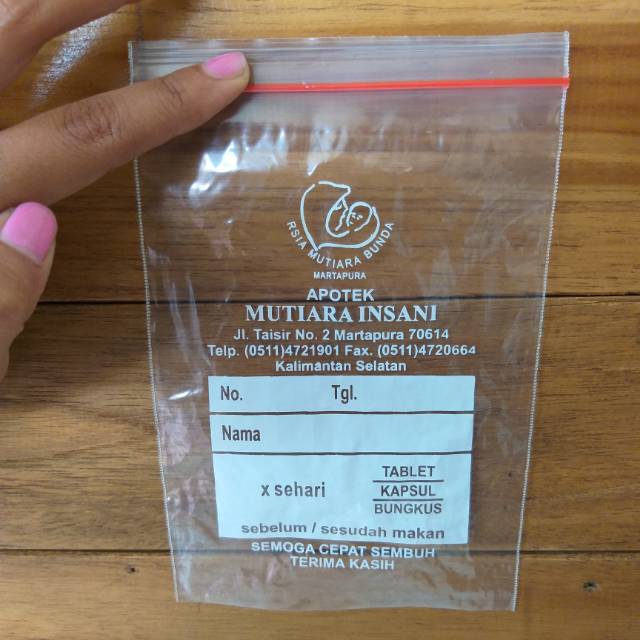 RSIA MUTIARA BUNDA
MARTAPURA
APOTEK
MUTIARA INSANI
Jl. Taisir No. 2 Martapura 70614
Telp. (0511)4721901 Fax. (0511)4720664
Kalimantan Selatan
No. Tgl.
Nama
TABLET
x sehari KAPSUL
BUNGKUS
sebelum / sesudah makan
SEMOGA CEPAT SEMBUH
TERIMA KASIH